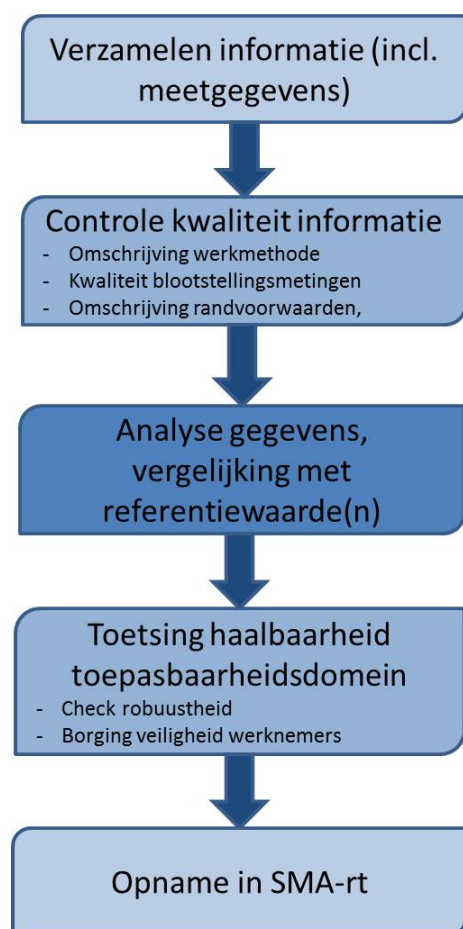 Verzamelen informatie (incl.
meetgegevens)
Controle kwaliteit informatie
- Omschrijving werkmethode
- Kwaliteit blootstellingsmetingen
- Omschrijving randvoorwaarden,
Analyse gegevens,
vergelijking met
referentiewaarde(n)
Toetsing haalbaarheid
toepasbaarheidsdomein
- Check robuustheid
- Borging veiligheid werknemers
Opname in SMA-rt